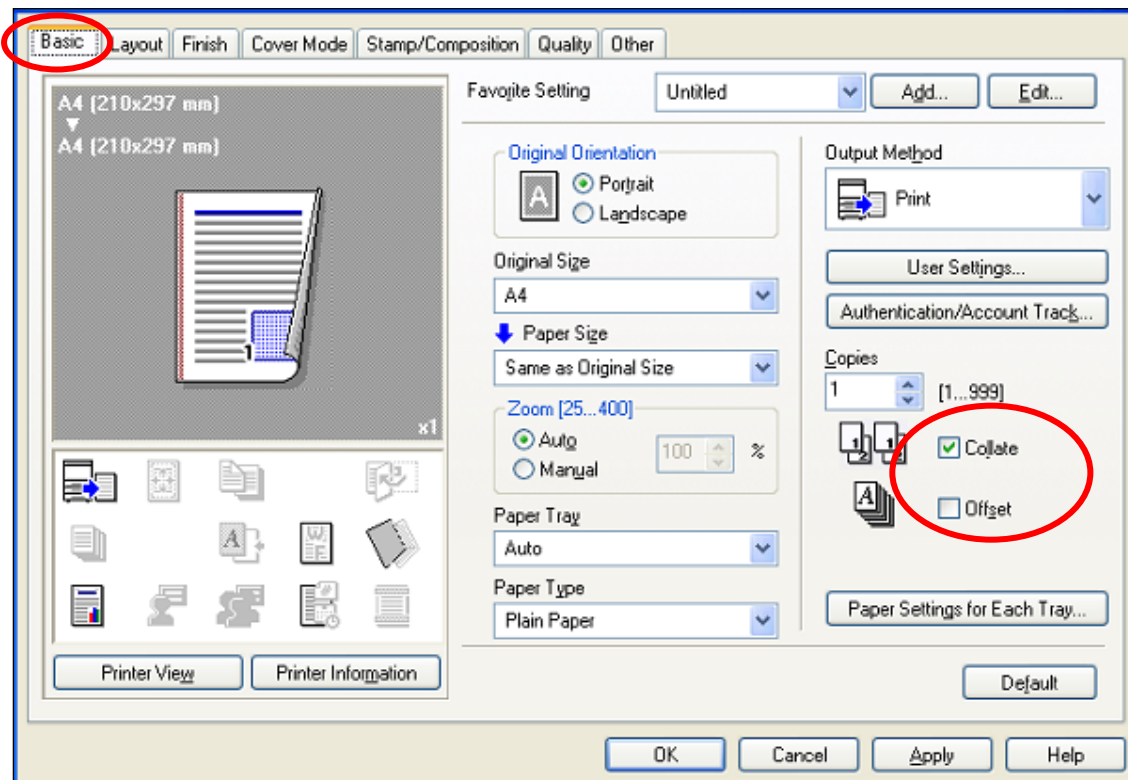 Basic Layout Finish Cover Mode Stamp/Composition Quality Other
A4 (210x297 mm)
A4 (210x297 mm)
1
x1
Printer View Printer Information
Favorite Setting Untitled Add... Edit...
Original Orientation
A
Portrait
Landscape
Original Size
A4
Paper Size
Same as Original Size
Zoom [25...400]
Auto
Manual
100 %
Paper Tray
Auto
Paper Type
Plain Paper
Output Method
Print
User Settings...
Authentication/Account Track...
Copies
1 [1...999]
Collate
Offset
Paper Settings for Each Tray...
Default
OK Cancel Apply Help